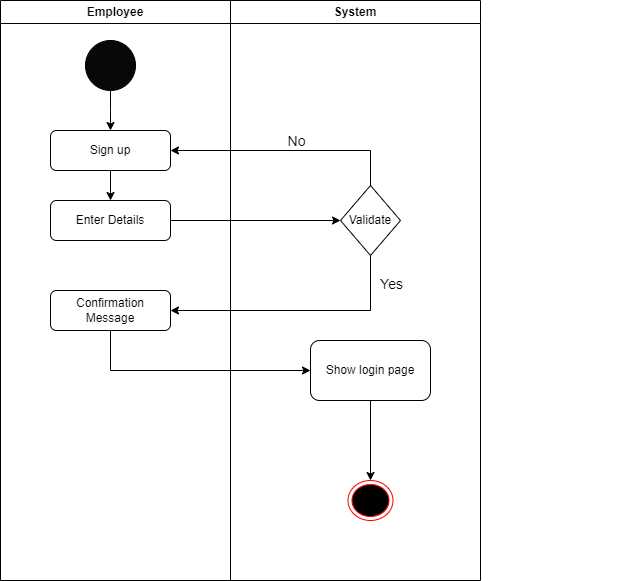 Employee
System
No
Sign up
Enter Details
Validate
Yes
Confirmation
Message
Show login page